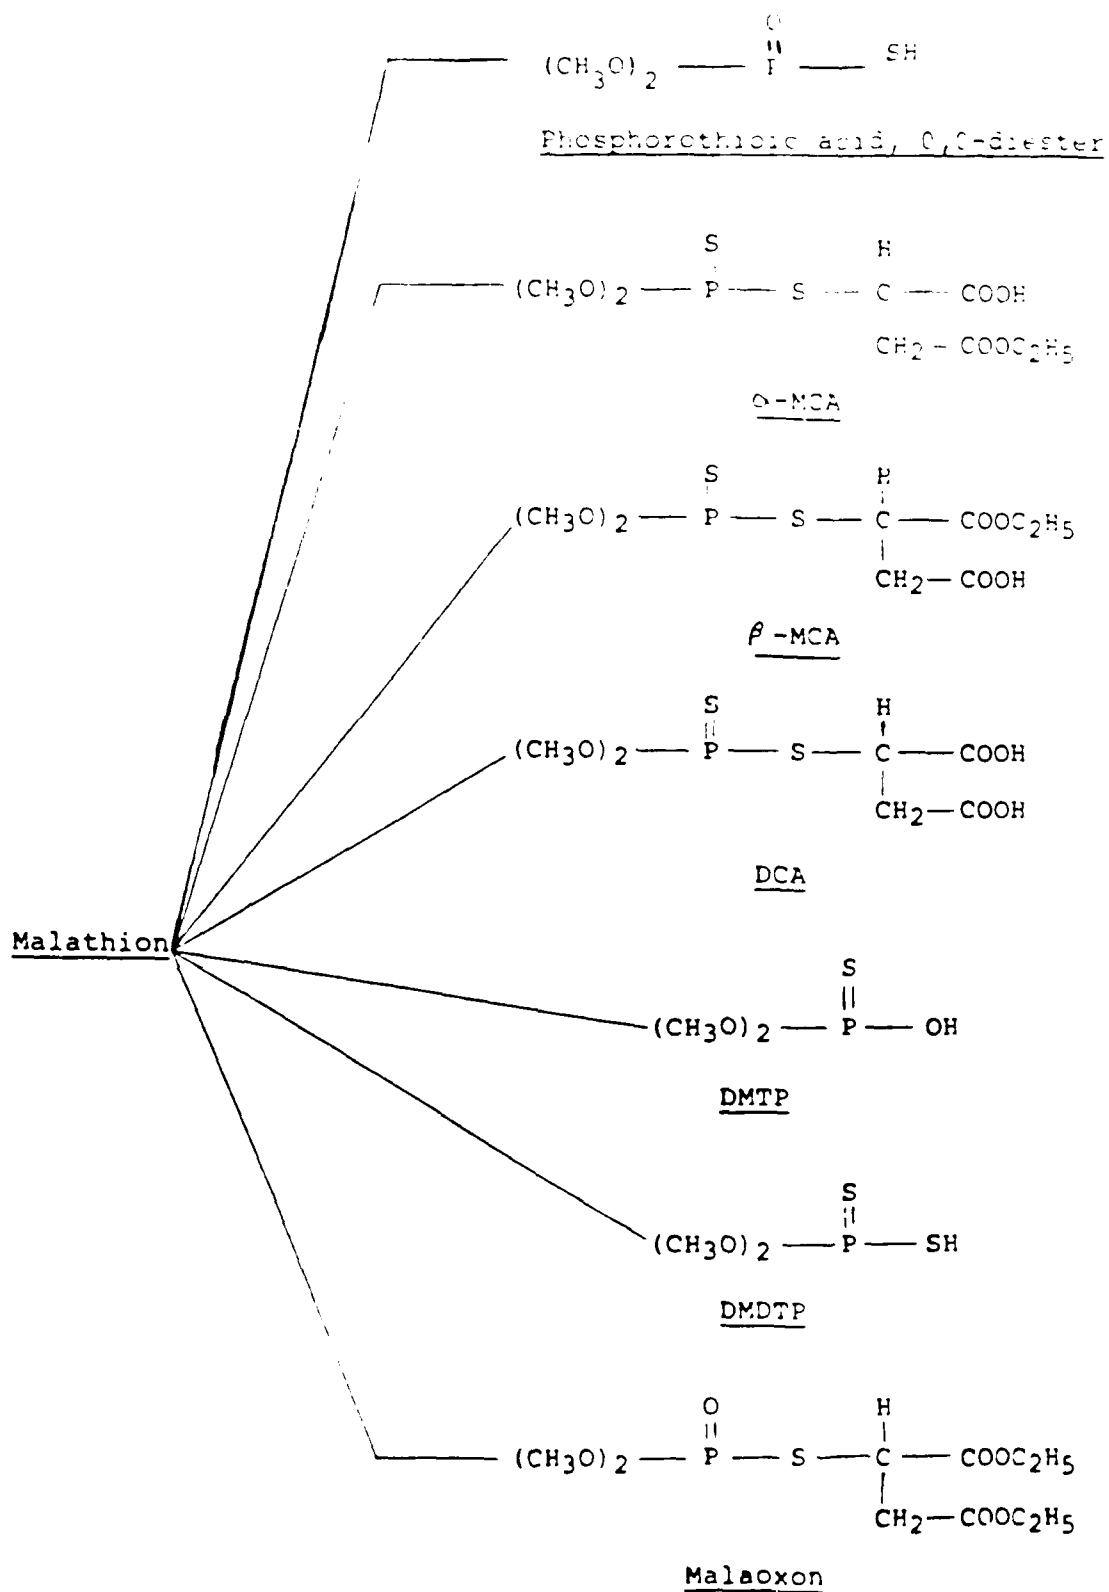 O
(CH3O)2 — P — SH
Phosphorothioic acid, O,O-diester
S H
(CH3O)2 — P — S — C — COOH
CH2 — COOC2H5
α-MCA
S H
(CH3O)2 — P — S — C — COOC2H5
CH2 — COOH
β-MCA
S H
(CH3O)2 — P — S — C — COOH
CH2 — COOH
DCA
Malathion
S
(CH3O)2 — P — OH
DMTP
S
(CH3O)2 — P — SH
DMDTP
O H
(CH3O)2 — P — S — C — COOC2H5
CH2 — COOC2H5
Malaoxon